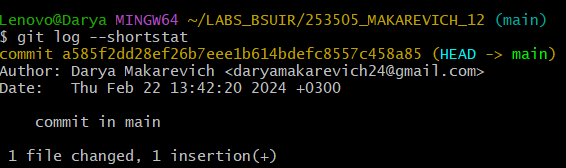 Lenovo@Darya MINGW64 ~/LABS_BSUIR/253505_MAKAREVICH_12 (main)
$ git log --shortstat
commit a585f2dd28ef26b7eee1b614bdefc8557c458a85 (HEAD -> main)
Author: Darya Makarevich <daryamakarevich24@gmail.com>
Date:   Thu Feb 22 13:42:20 2024 +0300
    commit in main
 1 file changed, 1 insertion(+)